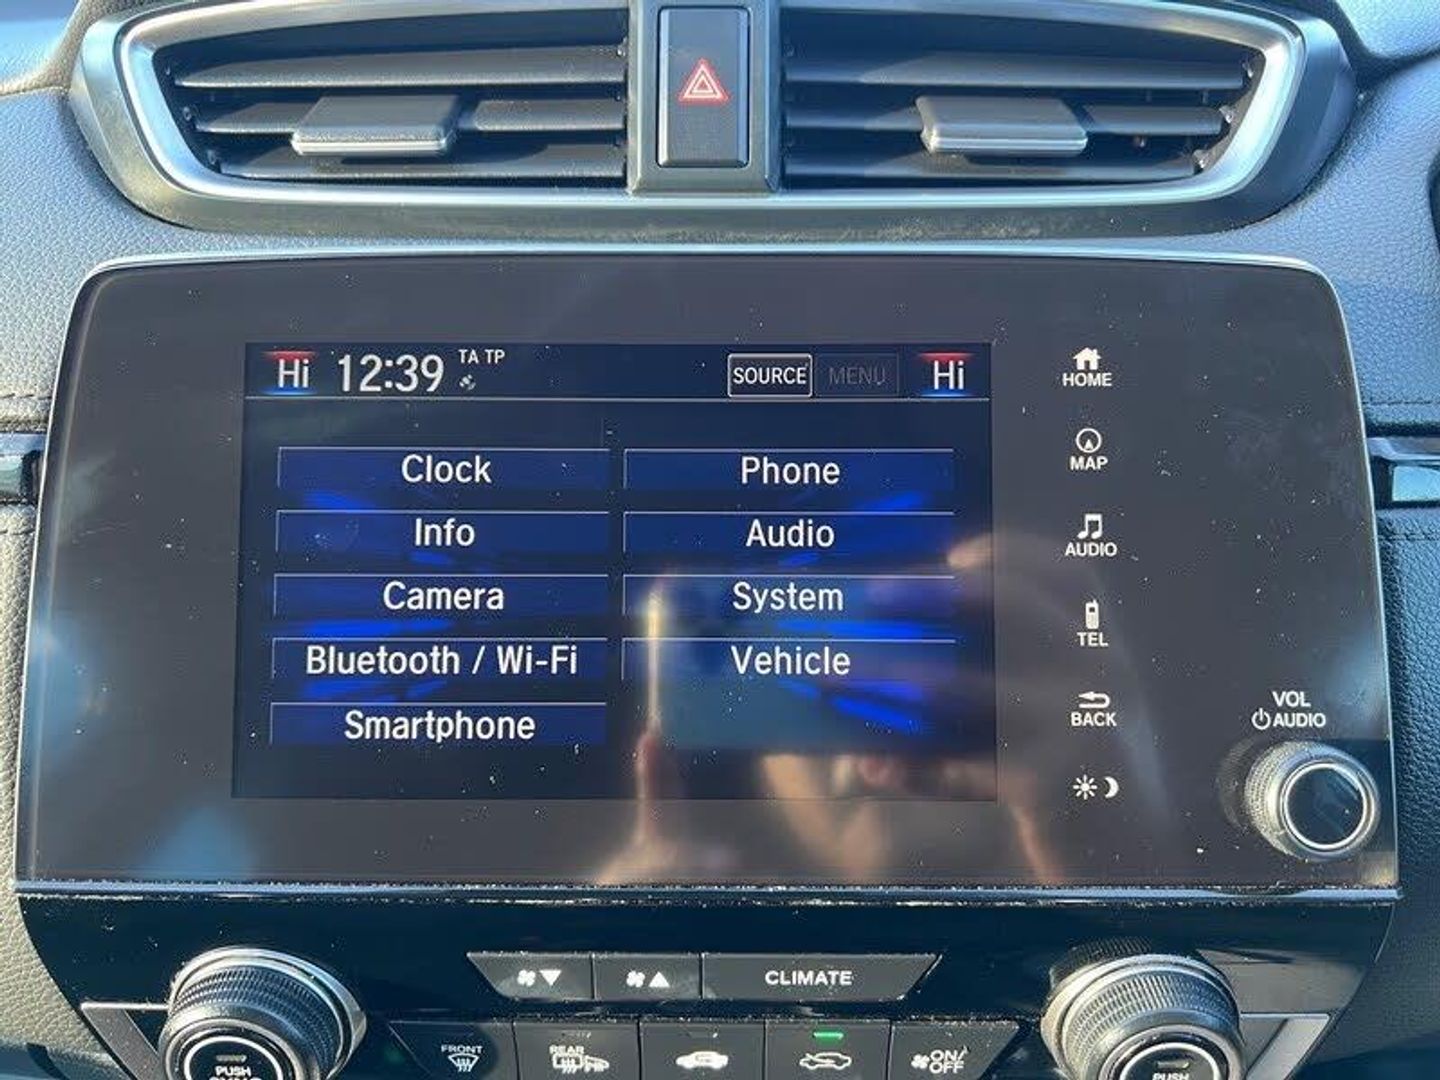 Hi 12:39 TA TP SOURCE MENU Hi
Clock
Phone
Info
Audio
Camera
System
Bluetooth / Wi-Fi
Vehicle
Smartphone
HOME
MAP
AUDIO
TEL
BACK
VOL
AUDIO
CLIMATE
FRONT
REAR
ON/
OFF
PUSH
PUSH